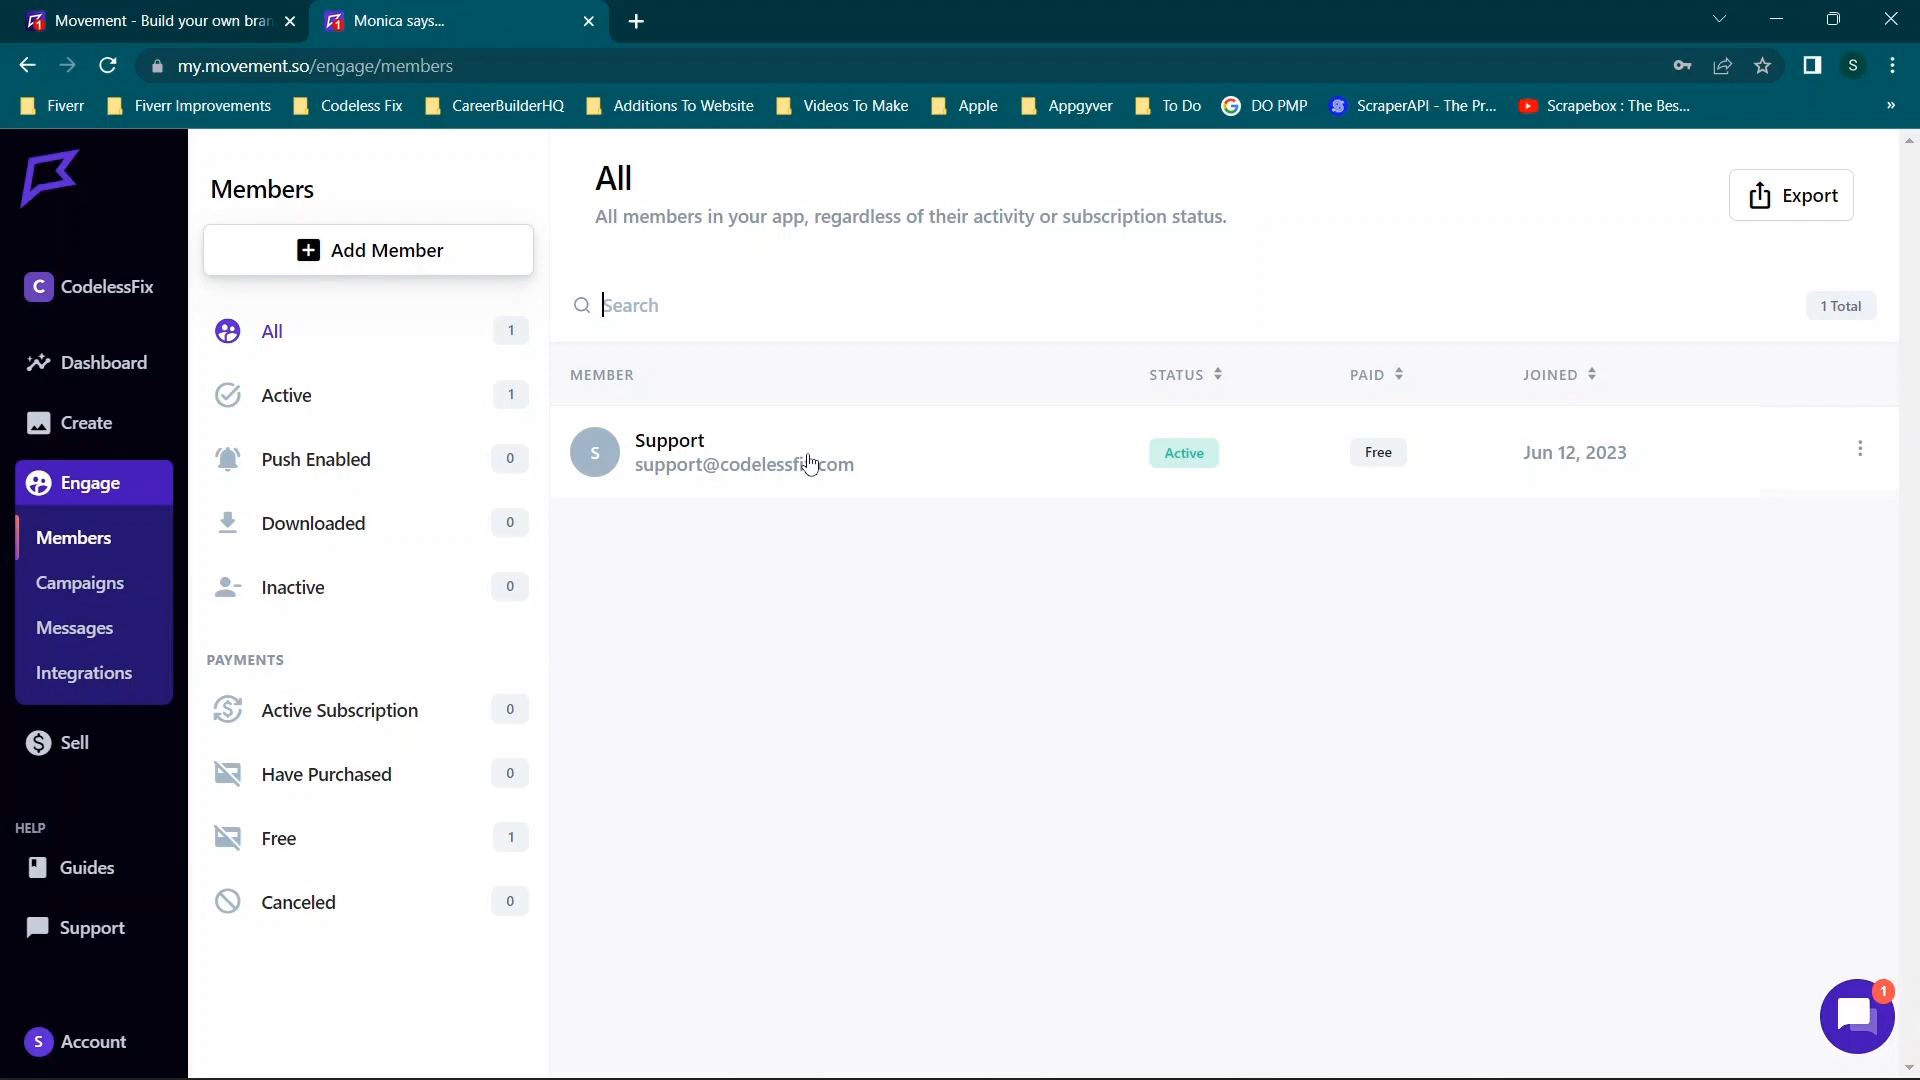 Movement - Build your own bran
Monica says...
my.movement.so/engage/members
S
Fiverr
Fiverr Improvements
Codeless Fix
CareerBuilderHQ
Additions To Website
Videos To Make
Apple
Appgyver
To Do
DO PMP
ScraperAPI - The Pr...
Scrapebox : The Bes...
»
C CodelessFix
Dashboard
Create
Engage
Members
Campaigns
Messages
Integrations
Sell
HELP
Guides
Support
S Account
Members
Add Member
All 1
Active 1
Push Enabled 0
Downloaded 0
Inactive 0
PAYMENTS
Active Subscription 0
Have Purchased 0
Free 1
Canceled 0
All
All members in your app, regardless of their activity or subscription status.
Export
Search
1 Total
MEMBER STATUS PAID JOINED
S
Support
support@codelessfix.com
Active
Free
Jun 12, 2023
1